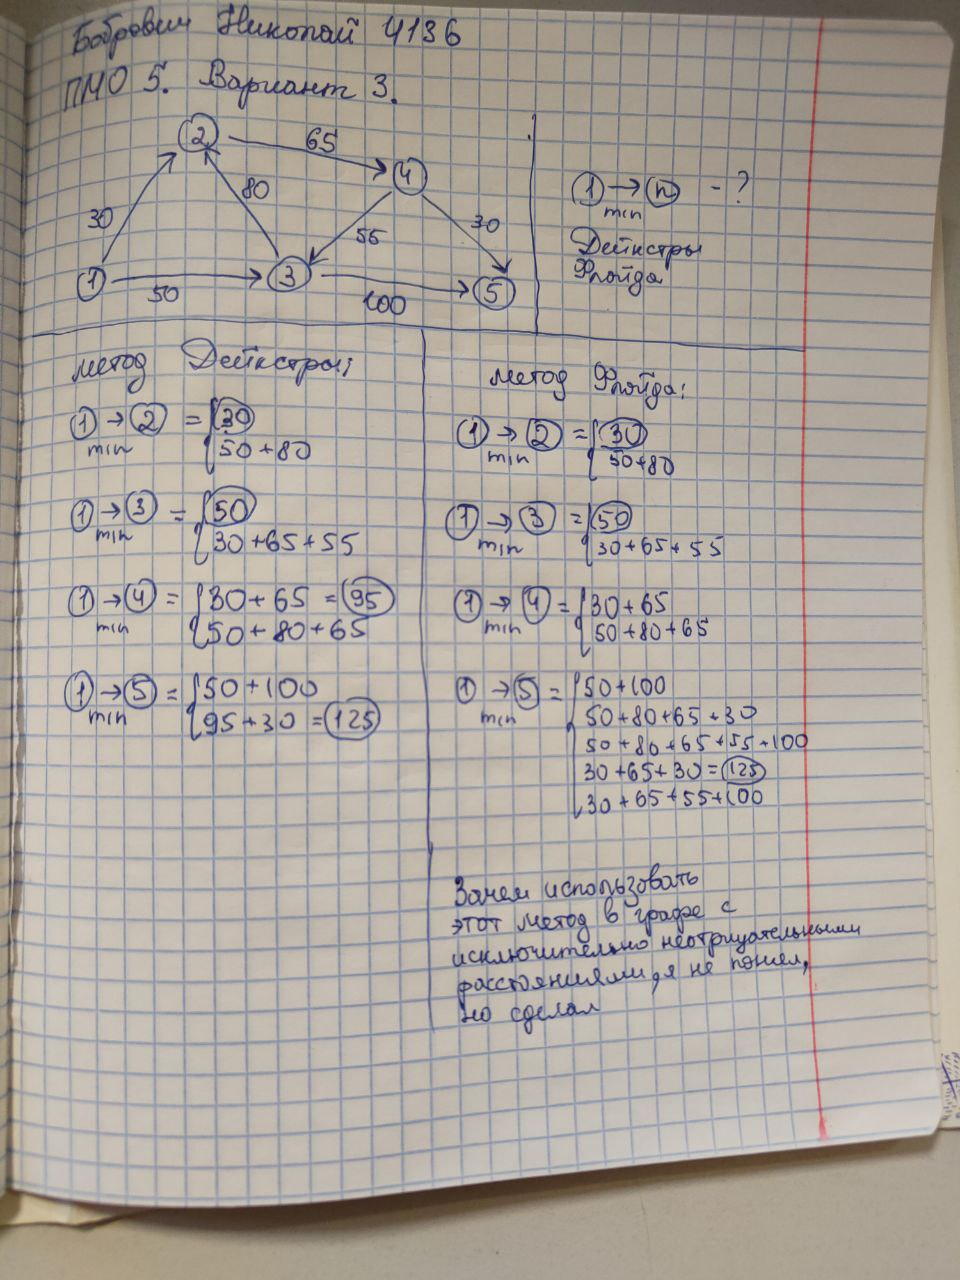 Бобрович Николай 4136
ПМО 5. Вариант 3.
2 65 4
30 80 55 30
1 50 3 100 5
1 → n - ?
min
Дейкстры
Флойда
метод Дейкстры:
1 → 2 = { 30
min 50+80
1 → 3 = { 50
min 30+65+55
1 → 4 = { 30+65 = 95
min 50+80+65
1 → 5 = { 50+100
min 95+30 = 125
метод Флойда:
1 → 2 = { 30
min 50+80
1 → 3 = { 50
min 30+65+55
1 → 4 = { 30+65
min 50+80+65
1 → 5 = { 50+100
min 50+80+65+30
50+80+65+55+100
30+65+30=125
30+65+55+100
Зачем использовать
этот метод в графе с
исключительно неотрицательными
расстояниями, я не понял,
но сделал